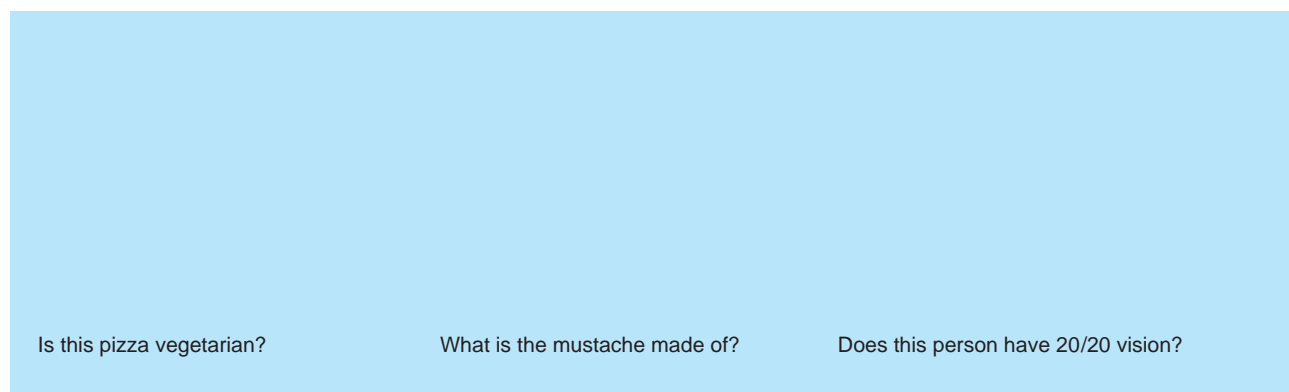 Is this pizza vegetarian?
What is the mustache made of?
Does this person have 20/20 vision?